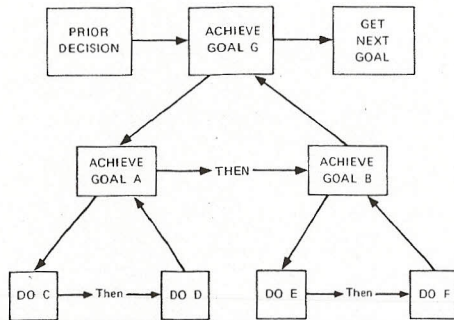 PRIOR
DECISION
ACHIEVE
GOAL G
GET
NEXT
GOAL
ACHIEVE
GOAL A
THEN
ACHIEVE
GOAL B
DO C
Then
DO D
DO E
Then
DO F